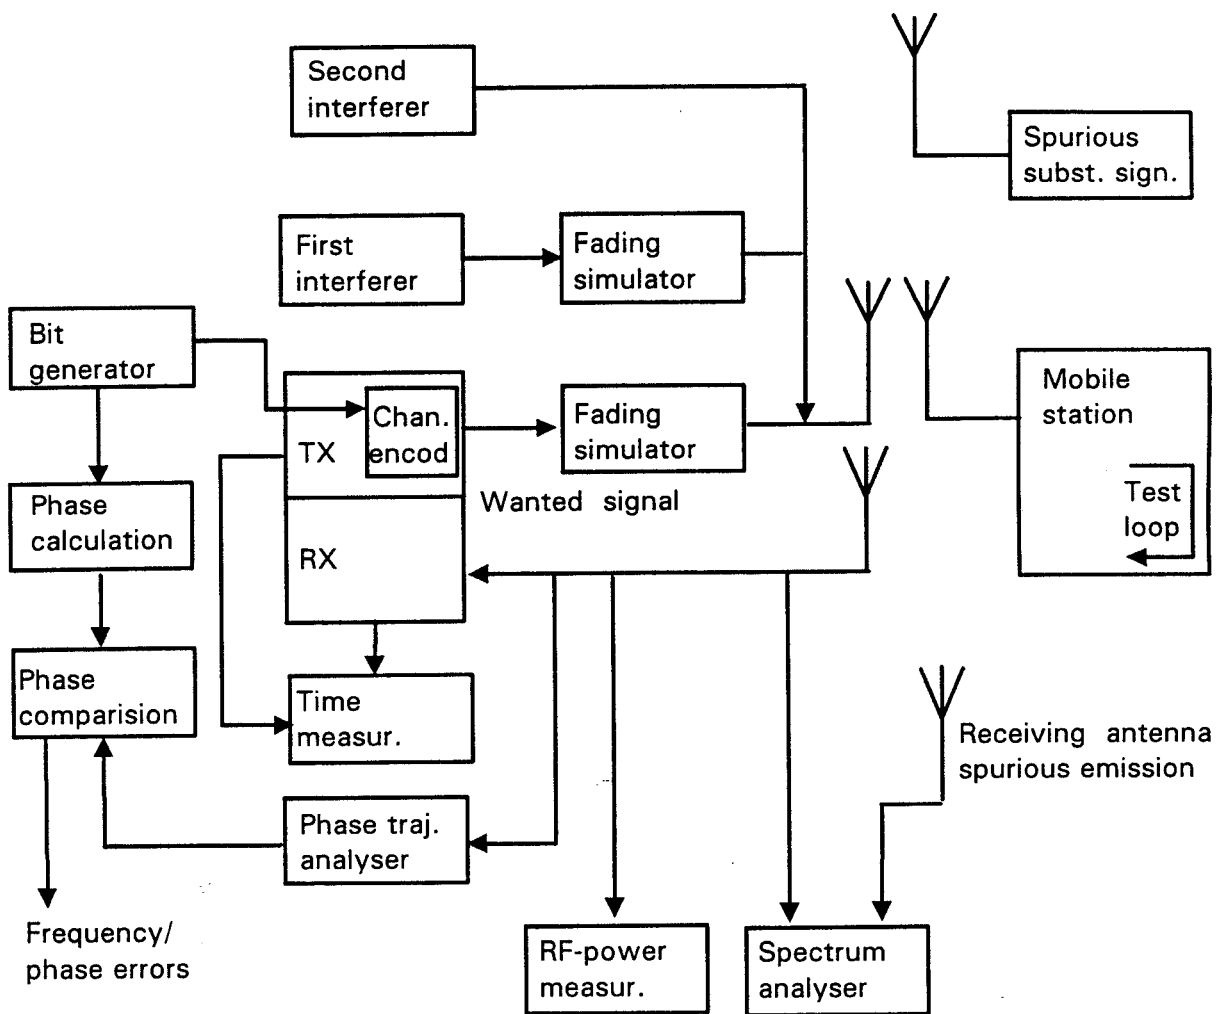 Second
interferer
Spurious
subst. sign.
First
interferer
Fading
simulator
Bit
generator
Mobile
station
Chan.
encod
TX
Fading
simulator
Wanted signal
Test
loop
Phase
calculation
RX
Phase
comparision
Time
measur.
Receiving antenna
spurious emission
Phase traj.
analyser
Frequency/
phase errors
RF-power
measur.
Spectrum
analyser